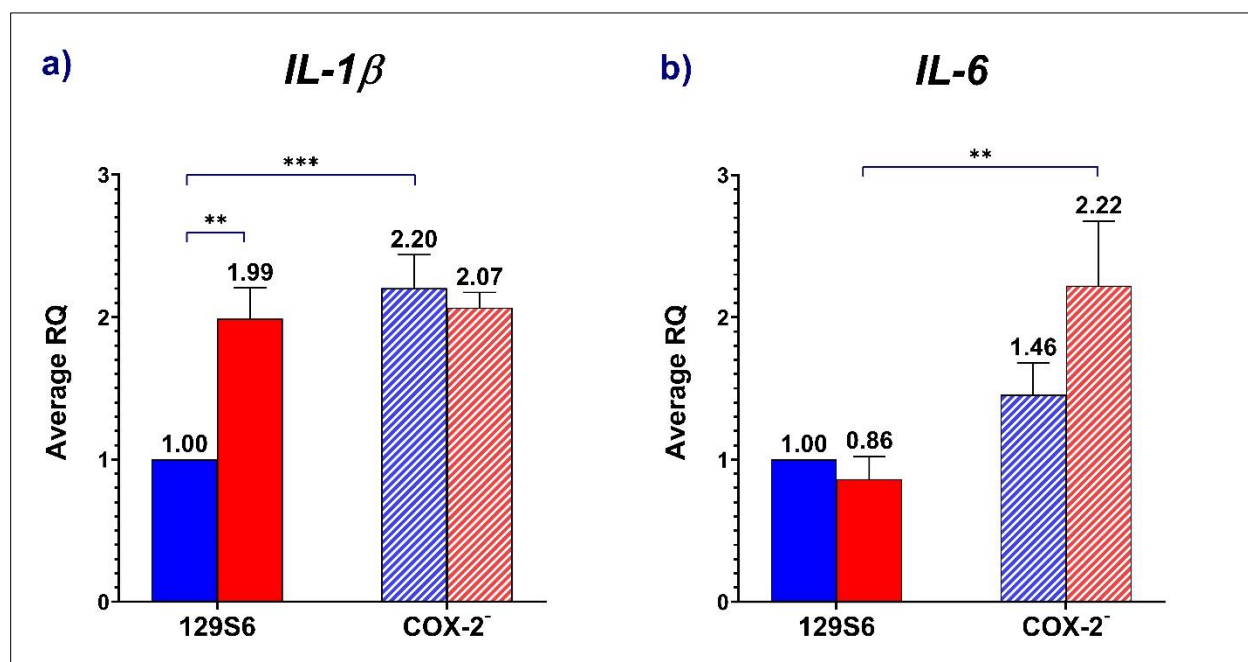 a)
IL-1β
***
**
3
2
1
0
Average RQ
1.00
1.99
2.20
2.07
129S6
COX-2⁻
b)
IL-6
**
3
2
1
0
Average RQ
1.00
0.86
1.46
2.22
129S6
COX-2⁻